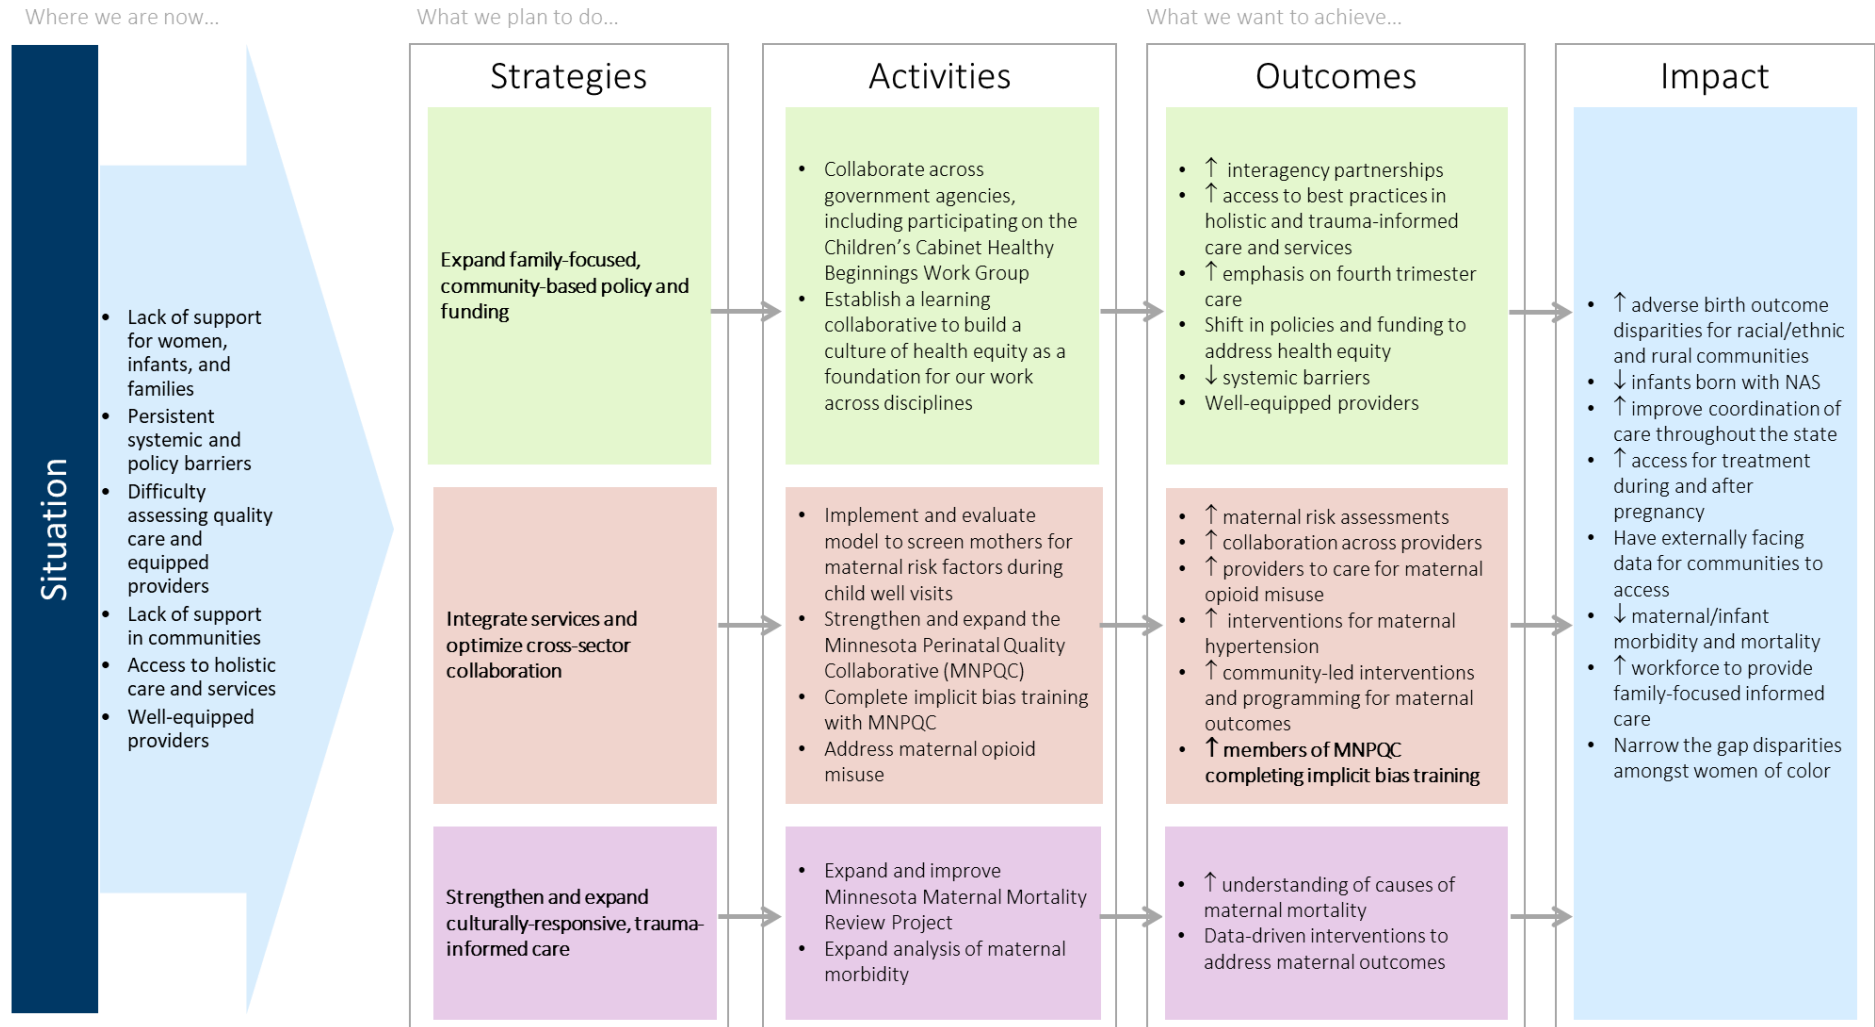 Where we are now...
What we plan to do...
What we want to achieve...
Situation
• Lack of support
for women,
infants, and
families
• Persistent
systemic and
policy barriers
• Difficulty
assessing quality
care and
equipped
providers
• Lack of support
in communities
• Access to holistic
care and services
• Well-equipped
providers
Strategies
Expand family-focused,
community-based policy and
funding
Integrate services and
optimize cross-sector
collaboration
Strengthen and expand
culturally-responsive, trauma-
informed care
Activities
• Collaborate across
government agencies,
including participating on the
Children's Cabinet Healthy
Beginnings Work Group
• Establish a learning
collaborative to build a
culture of health equity as a
foundation for our work
across disciplines
• Implement and evaluate
model to screen mothers for
maternal risk factors during
child well visits
• Strengthen and expand the
Minnesota Perinatal Quality
Collaborative (MNPQC)
• Complete implicit bias training
with MNPQC
• Address maternal opioid
misuse
• Expand and improve
Minnesota Maternal Mortality
Review Project
• Expand analysis of maternal
morbidity
Outcomes
• ↑ interagency partnerships
• ↑ access to best practices in
holistic and trauma-informed
care and services
• ↑ emphasis on fourth trimester
care
• Shift in policies and funding to
address health equity
• ↓ systemic barriers
• Well-equipped providers
• ↑ maternal risk assessments
• ↑ collaboration across providers
• ↑ providers to care for maternal
opioid misuse
• ↑ interventions for maternal
hypertension
• ↑ community-led interventions
and programming for maternal
outcomes
• ↑ members of MNPQC
completing implicit bias training
• ↑ understanding of causes of
maternal mortality
• Data-driven interventions to
address maternal outcomes
Impact
• ↑ adverse birth outcome
disparities for racial/ethnic
and rural communities
• ↓ infants born with NAS
• ↑ improve coordination of
care throughout the state
• ↑ access for treatment
during and after
pregnancy
• Have externally facing
data for communities to
access
• ↓ maternal/infant
morbidity and mortality
• ↑ workforce to provide
family-focused informed
care
• Narrow the gap disparities
amongst women of color